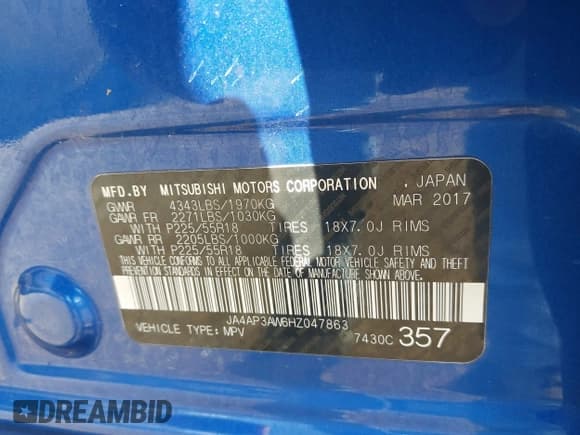 MFD.BY MITSUBISHI MOTORS CORPORATION . JAPAN
GVWR 4343LBS/1970KG MAR 2017
GAWR FR 2271LBS/1030KG
WITH P225/55R18 TIRES 18X7.0J RIMS
GAWR RR 2205LBS/1000KG
WITH P225/55R18 TIRES 18X7.0J RIMS
THIS VEHICLE CONFORMS TO ALL APPLICABLE FEDERAL MOTOR VEHICLE SAFETY AND THEFT
PREVENTION STANDARDS IN EFFECT ON THE DATE OF MANUFACTURE SHOWN ABOVE.
JA4AP3AW6HZ047863
VEHICLE TYPE: MPV 7430C 357
DREAMBID